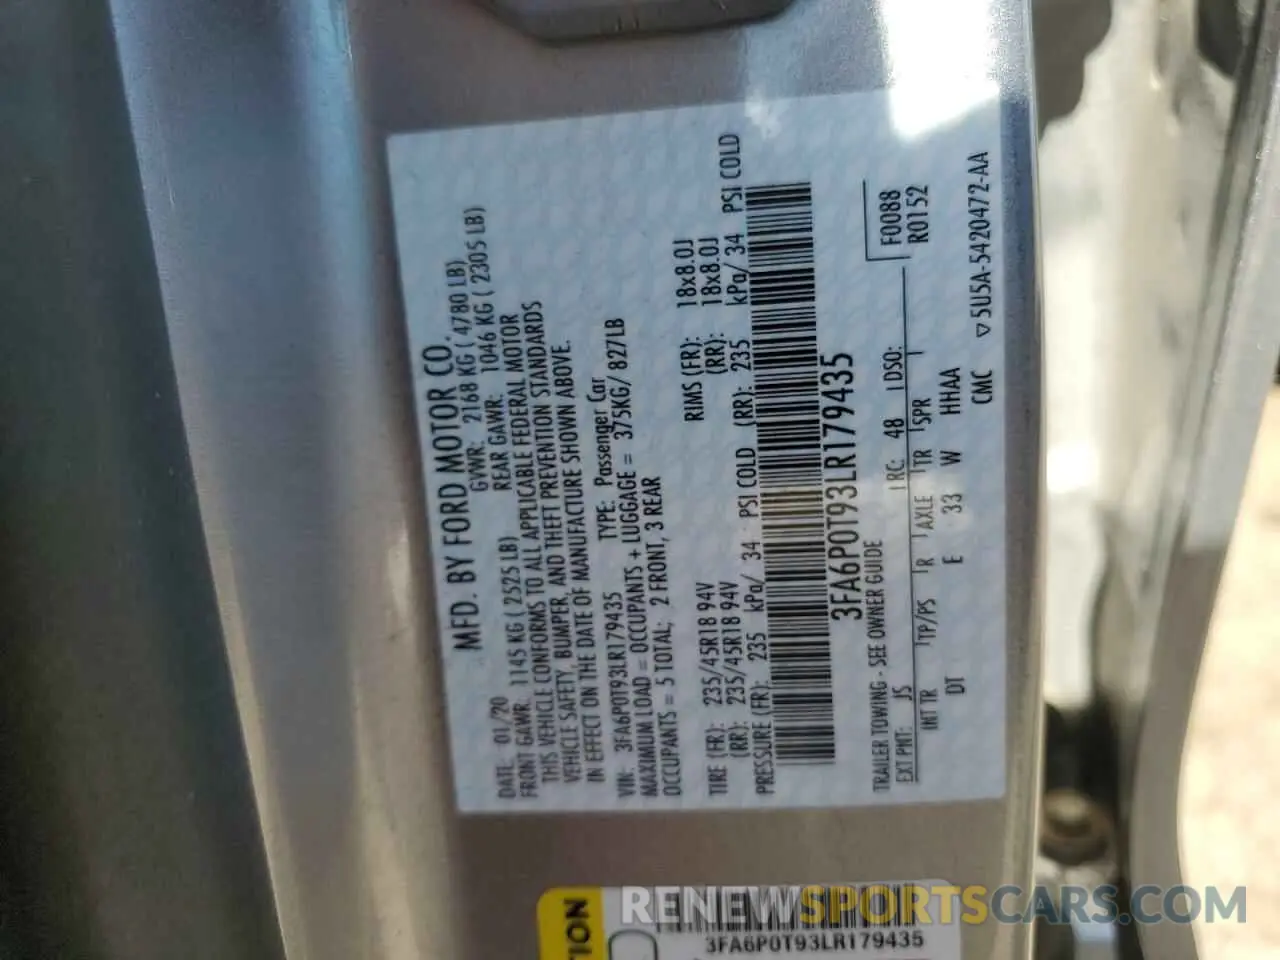 MFD. BY FORD MOTOR CO.
DATE: 01/20 GVWR: 2168 KG ( 4780 LB)
FRONT GAWR: 1145 KG ( 2525 LB) REAR GAWR: 1046 KG ( 2305 LB)
THIS VEHICLE CONFORMS TO ALL APPLICABLE FEDERAL MOTOR
VEHICLE SAFETY, BUMPER, AND THEFT PREVENTION STANDARDS
IN EFFECT ON THE DATE OF MANUFACTURE SHOWN ABOVE.
VIN: 3FA6P0T93LR179435 TYPE: Passenger Car
MAXIMUM LOAD = OCCUPANTS + LUGGAGE = 375KG/ 827LB
OCCUPANTS = 5 TOTAL; 2 FRONT, 3 REAR
TIRE (FR): 235/45R18 94V RIMS (FR): 18x8.0J
(RR): 235/45R18 94V (RR): 18x8.0J
PRESSURE (FR): 235 kPa/ 34 PSI COLD (RR): 235 kPa/ 34 PSI COLD
3FA6P0T93LR179435
TRAILER TOWING - SEE OWNER GUIDE
F0088
R0152
EXT PNT: JS RC: 48 DSO:
INT TR TP/PS R AXLE TR SPR
DT E 33 W HHAA
CMC ▽5U5A-5420472-AA
TION
3FA6P0T93LR179435
RENEWSPORTSCARS.COM